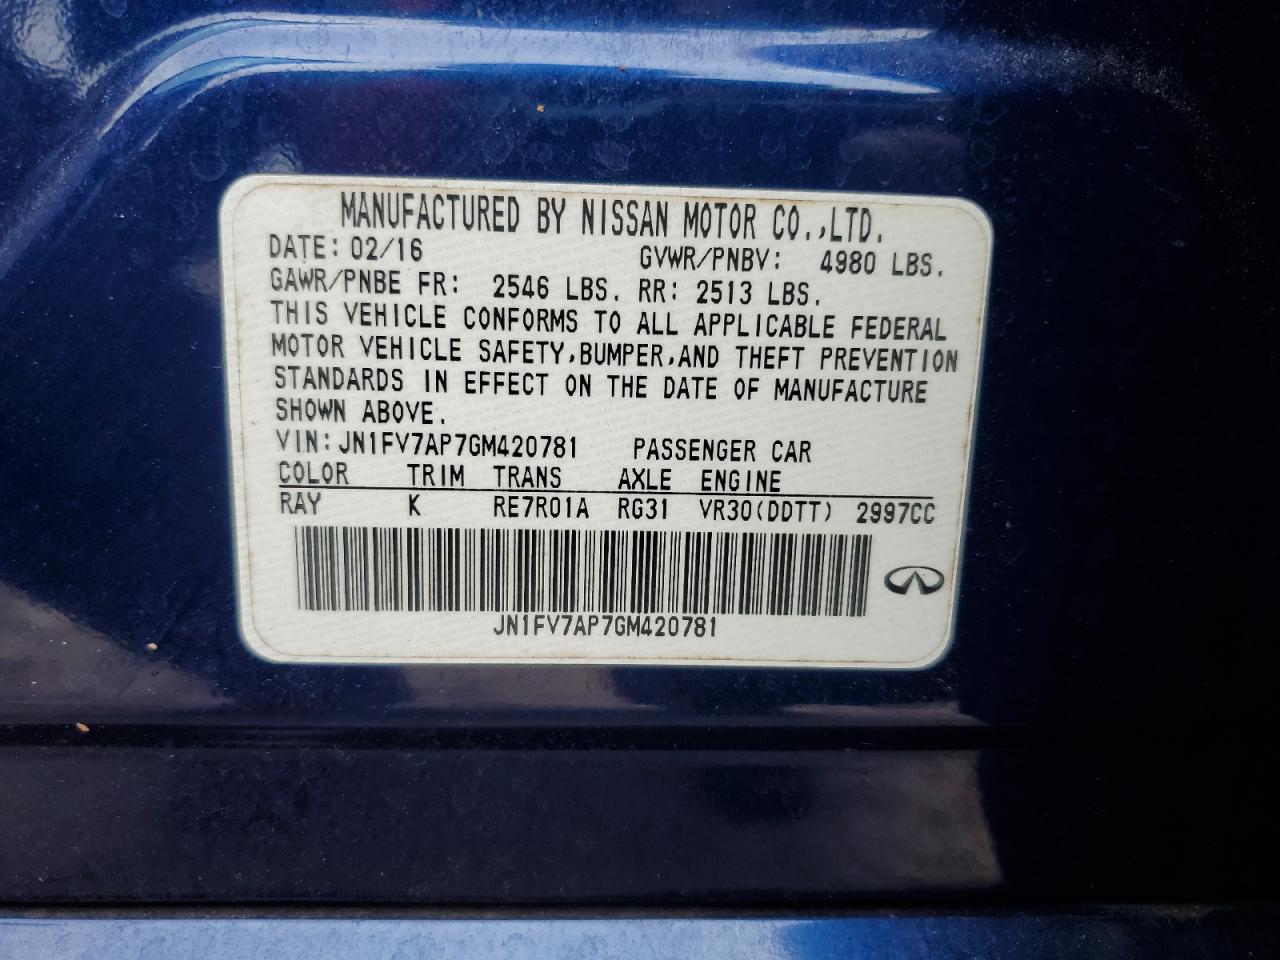 MANUFACTURED BY NISSAN MOTOR CO.,LTD.
DATE: 02/16 GVWR/PNBV: 4980 LBS.
GAWR/PNBE FR: 2546 LBS. RR: 2513 LBS.
THIS VEHICLE CONFORMS TO ALL APPLICABLE FEDERAL
MOTOR VEHICLE SAFETY,BUMPER,AND THEFT PREVENTION
STANDARDS IN EFFECT ON THE DATE OF MANUFACTURE
SHOWN ABOVE.
VIN: JN1FV7AP7GM420781 PASSENGER CAR
COLOR TRIM TRANS AXLE ENGINE
RAY K RE7R01A RG31 VR30(DDTT) 2997CC
JN1FV7AP7GM420781